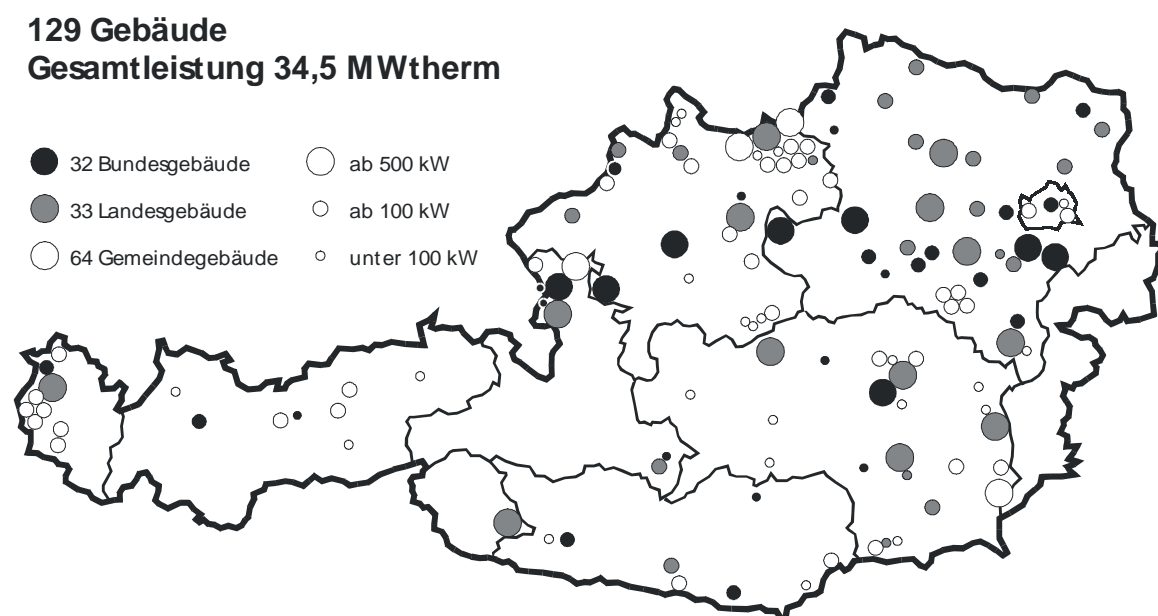 129 Gebäude
Gesamtleistung 34,5 MWtherm
32 Bundesgebäude
ab 500 kW
33 Landesgebäude
ab 100 kW
64 Gemeindegebäude
unter 100 kW